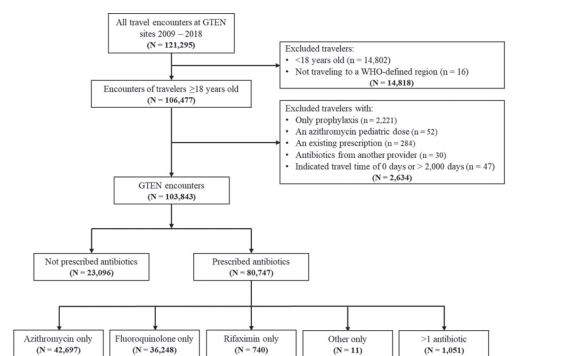 All travel encounters at GTEN
sites 2009 – 2018
(N = 121,295)
Excluded travelers:
• <18 years old (n = 14,802)
• Not traveling to a WHO-defined region (n = 16)
(N = 14,818)
Encounters of travelers ≥18 years old
(N = 106,477)
Excluded travelers with:
• Only prophylaxis (n = 2,221)
• An azithromycin pediatric dose (n = 52)
• An existing prescription (n = 284)
• Antibiotics from another provider (n = 30)
• Indicated travel time of 0 days or > 2,000 days (n = 47)
(N = 2,634)
GTEN encounters
(N = 103,843)
Not prescribed antibiotics
(N = 23,096)
Prescribed antibiotics
(N = 80,747)
Azithromycin only
(N = 42,697)
Fluoroquinolone only
(N = 36,248)
Rifaximin only
(N = 740)
Other only
(N = 11)
>1 antibiotic
(N = 1,051)